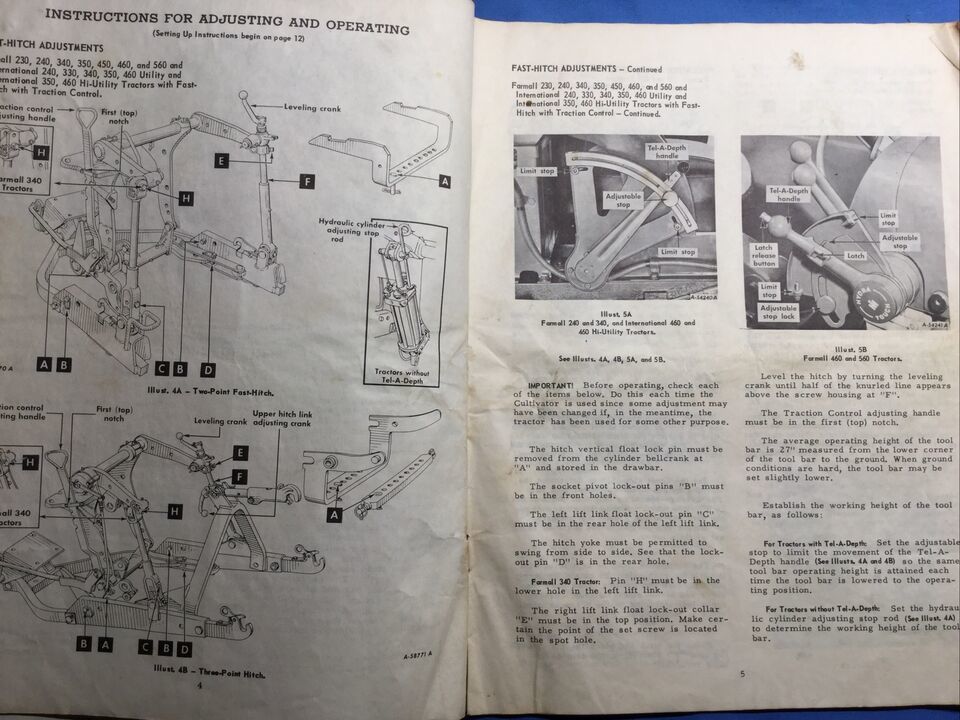 INSTRUCTIONS FOR ADJUSTING AND OPERATING
(Setting Up Instructions begin on page 12)
T-HITCH ADJUSTMENTS
all 230, 240, 340, 350, 450, 460, and 560 and
ernational 240, 330, 340, 350, 460 Utility and
rnational 350, 460 Hi-Utility Tractors with Fast-
ch with Traction Control.
action control
justing handle
First (top)
notch
Leveling crank
H
armall 340
Tractors
E
F
A
H
Hydraulic cylinder
adjusting stop
rod
A B C B D
Tractors without
Tel-A-Depth
70 A
Illust. 4A – Two-Point Fast-Hitch.
ction control
ting handle
First (top)
notch
Leveling crank
Upper hitch link
adjusting crank
H
E
F
all 340
actors
H
A
B A C B D
A-58771 A
Illust. 4B – Three-Point Hitch.
4
FAST-HITCH ADJUSTMENTS – Continued
Farmall 230, 240, 340, 350, 450, 460, and 560 and
International 240, 330, 340, 350, 460 Utility and
International 350, 460 Hi-Utility Tractors with Fast-
Hitch with Traction Control – Continued.
Limit stop
Tel-A-Depth
handle
Adjustable
stop
Limit stop
A-54240 A
Illust. 5A
Farmall 240 and 340, and International 460 and
460 Hi-Utility Tractors.
See Illusts. 4A, 4B, 5A, and 5B.
IMPORTANT! Before operating, check each
of the items below. Do this each time the
Cultivator is used since some adjustment may
have been changed if, in the meantime, the
tractor has been used for some other purpose.
The hitch vertical float lock pin must be
removed from the cylinder bellcrank at
"A" and stored in the drawbar.
The socket pivot lock-out pins "B" must
be in the front holes.
The left lift link float lock-out pin "C"
must be in the rear hole of the left lift link.
The hitch yoke must be permitted to
swing from side to side. See that the lock-
out pin "D" is in the rear hole.
Farmall 340 Tractor: Pin "H" must be in the
lower hole in the left lift link.
The right lift link float lock-out collar
"E" must be in the top position. Make cer-
tain the point of the set screw is located
in the spot hole.
Tel-A-Depth
handle
Limit
stop
Adjustable
stop
Latch
release
button
Latch
Limit
stop
Adjustable
stop lock
HYDRA
TOUCH
A-54241 A
Illust. 5B
Farmall 460 and 560 Tractors.
Level the hitch by turning the leveling
crank until half of the knurled line appears
above the screw housing at "F".
The Traction Control adjusting handle
must be in the first (top) notch.
The average operating height of the tool
bar is 27" measured from the lower corner
of the tool bar to the ground. When ground
conditions are hard, the tool bar may be
set slightly lower.
Establish the working height of the tool
bar, as follows:
For Tractors with Tel-A-Depth: Set the adjustable
stop to limit the movement of the Tel-A-
Depth handle (See Illusts. 4A and 4B) so the same
tool bar operating height is attained each
time the tool bar is lowered to the opera-
ting position.
For Tractors without Tel-A-Depth: Set the hydrau
lic cylinder adjusting stop rod (See Illust. 4A)
to determine the working height of the tool
bar.
5